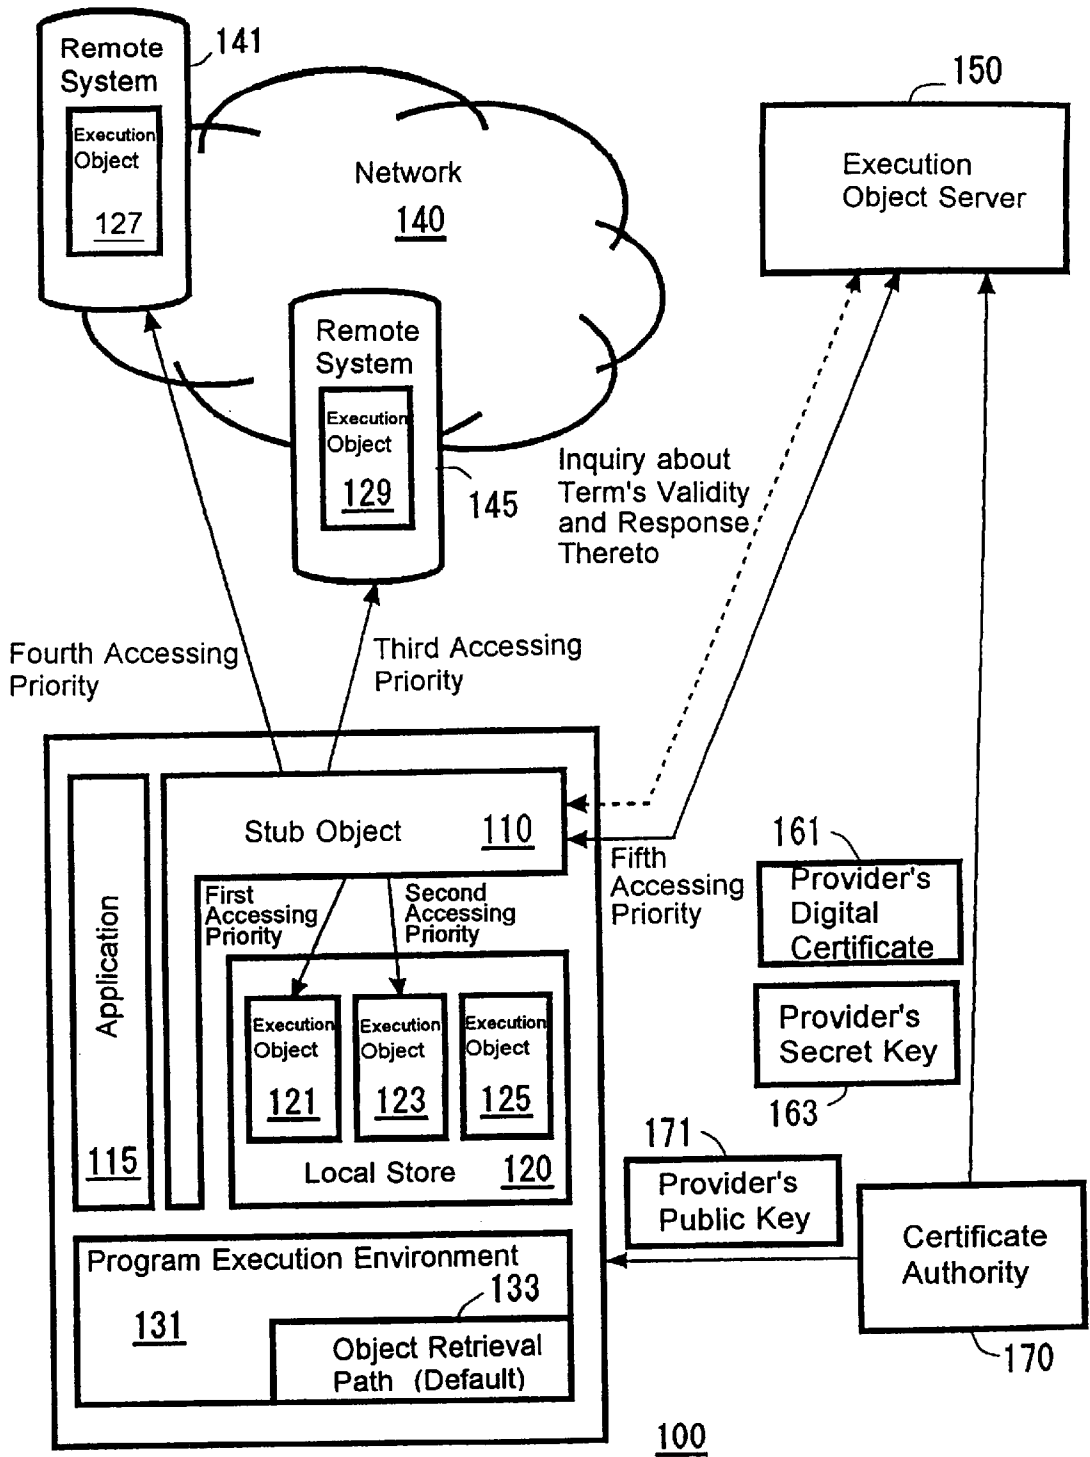 Remote
System
141
Execution
Object
127
Network
140
150
Execution
Object Server
Remote
System
Execution
Object
129
145
Inquiry about
Term's Validity
and Response
Thereto
Fourth Accessing
Priority
Third Accessing
Priority
Stub Object
110
Application
115
First
Accessing
Priority
Second
Accessing
Priority
Fifth
Accessing
Priority
Execution
Object
121
Execution
Object
123
Execution
Object
125
Local Store
120
161
Provider's
Digital
Certificate
Provider's
Secret Key
163
171
Provider's
Public Key
Certificate
Authority
170
Program Execution Environment
131
133
Object Retrieval
Path (Default)
100